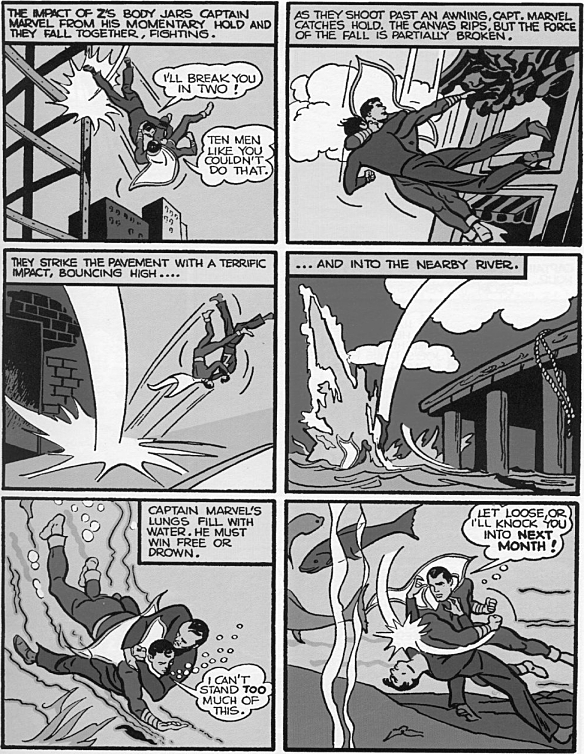 THE IMPACT OF Z'S BODY JARS CAPTAIN
MARVEL FROM HIS MOMENTARY HOLD AND
THEY FALL TOGETHER, FIGHTING.
I'LL BREAK YOU
IN TWO!
TEN MEN
LIKE YOU
COULDN'T
DO THAT.
AS THEY SHOOT PAST AN AWNING, CAPT. MARVEL
CATCHES HOLD. THE CANVAS RIPS, BUT THE FORCE
OF THE FALL IS PARTIALLY BROKEN.
THEY STRIKE THE PAVEMENT WITH A TERRIFIC
IMPACT, BOUNCING HIGH....
...AND INTO THE NEARBY RIVER.
CAPTAIN MARVEL'S
LUNGS FILL WITH
WATER. HE MUST
WIN FREE OR
DROWN.
I CAN'T
STAND TOO
MUCH OF
THIS.
LET LOOSE, OR
I'LL KNOCK YOU
INTO NEXT
MONTH!